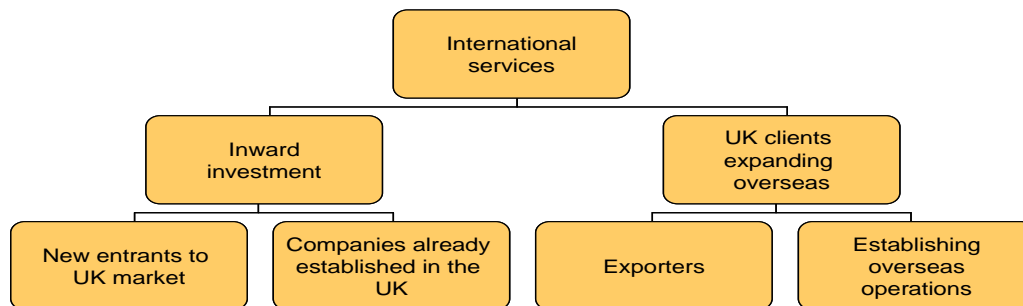 International
services
Inward
investment
UK clients
expanding
overseas
New entrants to
UK market
Companies already
established in the
UK
Exporters
Establishing
overseas
operations